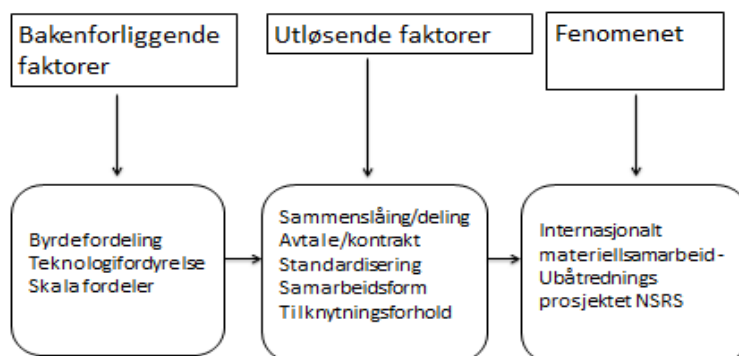 Bakenforliggende
faktorer
Utløsende faktorer
Fenomenet
Byrdefordeling
Teknologifordyrelse
Skalafordeler
Sammenslåing/deling
Avtale/kontrakt
Standardisering
Samarbeidsform
Tilknytningsforhold
Internasjonalt
materiellsamarbeid-
Ubåtrednings
prosjektet NSRS